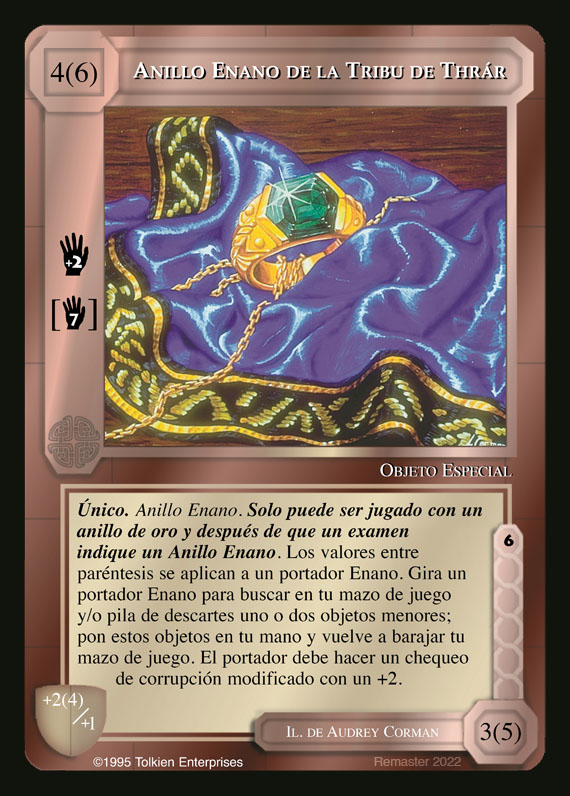 4(6)
Anillo Enano de la Tribu de Thrár
+2
[7]
Objeto Especial
Único. Anillo Enano. Solo puede ser jugado con un
anillo de oro y después de que un examen
indique un Anillo Enano. Los valores entre
paréntesis se aplican a un portador Enano. Gira un
portador Enano para buscar en tu mazo de juego
y/o pila de descartes uno o dos objetos menores;
pon estos objetos en tu mano y vuelve a barajar tu
mazo de juego. El portador debe hacer un chequeo
de corrupción modificado con un +2.
6
+2(4)/+1
Il. de Audrey Corman
3(5)
©1995 Tolkien Enterprises
Remaster 2022